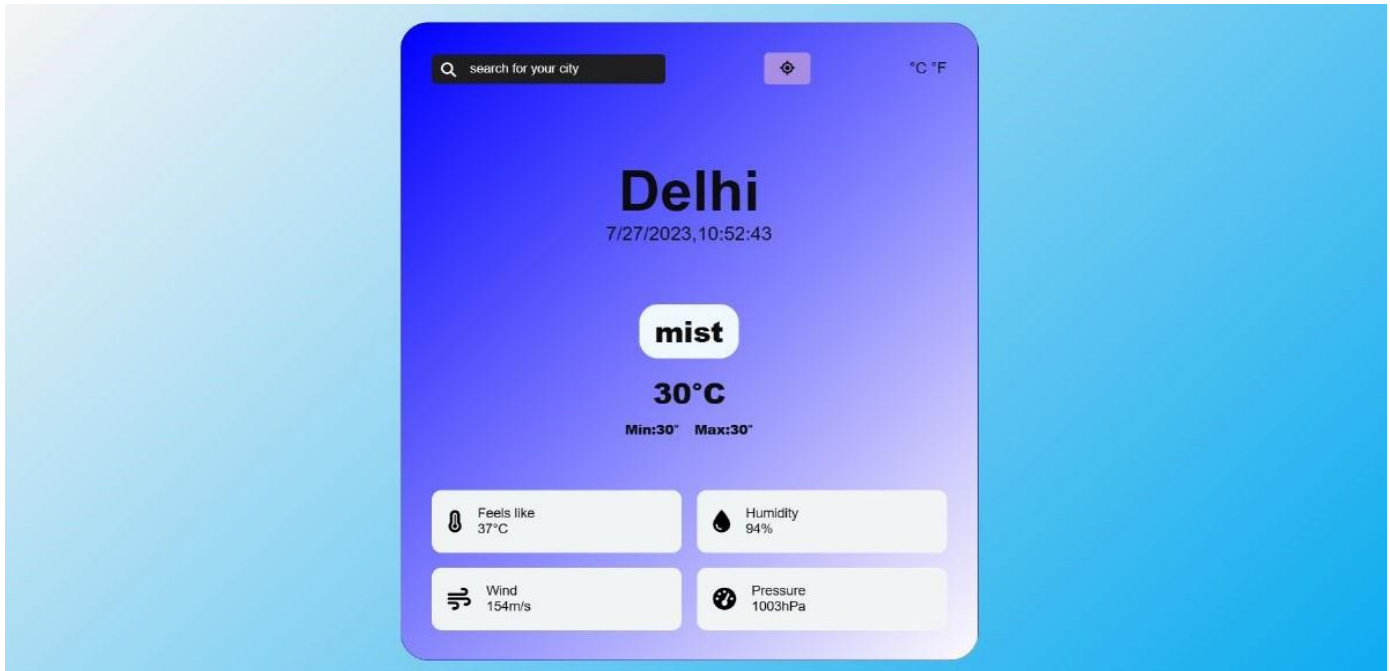 search for your city
°C °F
Delhi
7/27/2023,10:52:43
mist
30°C
Min:30° Max:30°
Feels like
37°C
Humidity
94%
Wind
154m/s
Pressure
1003hPa